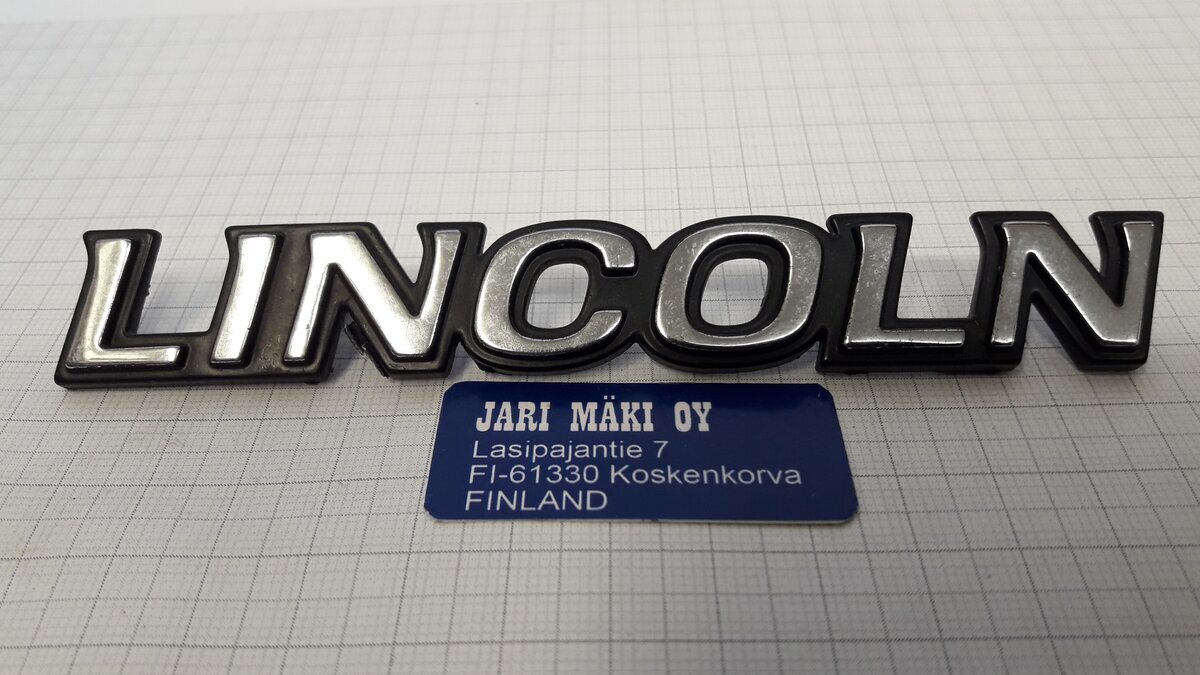 LINCOLN
JARI MÄKI OY
Lasipajantie 7
FI-61330 Koskenkorva
FINLAND